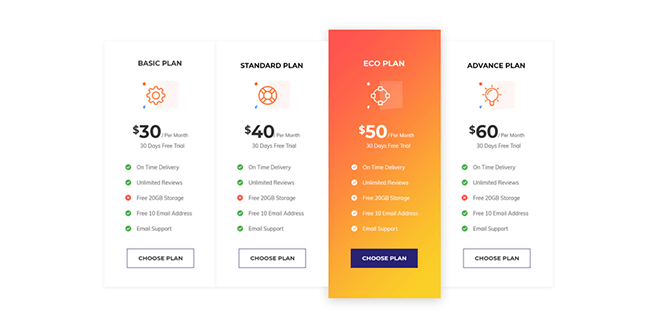 BASIC PLAN
$30 / Per Month
30 Days Free Trial
On Time Delivery
Unlimited Reviews
Free 20GB Storage
Free 10 Email Address
Email Support
CHOOSE PLAN
STANDARD PLAN
$40 / Per Month
30 Days Free Trial
On Time Delivery
Unlimited Reviews
Free 20GB Storage
Free 10 Email Address
Email Support
CHOOSE PLAN
ECO PLAN
$50 / Per Month
30 Days Free Trial
On Time Delivery
Unlimited Reviews
Free 20GB Storage
Free 10 Email Address
Email Support
CHOOSE PLAN
ADVANCE PLAN
$60 / Per Month
30 Days Free Trial
On Time Delivery
Unlimited Reviews
Free 20GB Storage
Free 10 Email Address
Email Support
CHOOSE PLAN